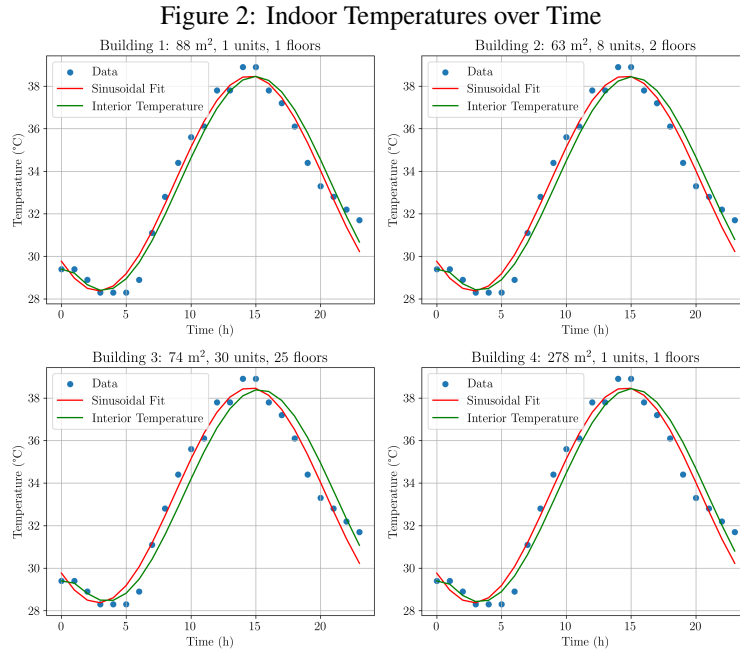 Figure 2: Indoor Temperatures over Time
Building 1: 88 m², 1 units, 1 floors
Data
Sinusoidal Fit
Interior Temperature
Temperature (°C)
38
36
34
32
30
28
0
5
10
15
20
Time (h)
Building 2: 63 m², 8 units, 2 floors
Data
Sinusoidal Fit
Interior Temperature
Temperature (°C)
38
36
34
32
30
28
0
5
10
15
20
Time (h)
Building 3: 74 m², 30 units, 25 floors
Data
Sinusoidal Fit
Interior Temperature
Temperature (°C)
38
36
34
32
30
28
0
5
10
15
20
Time (h)
Building 4: 278 m², 1 units, 1 floors
Data
Sinusoidal Fit
Interior Temperature
Temperature (°C)
38
36
34
32
30
28
0
5
10
15
20
Time (h)